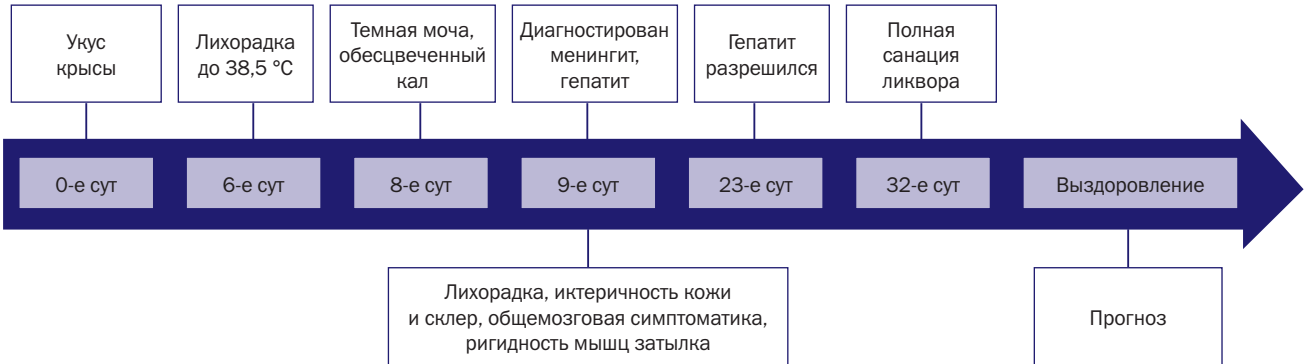 Укус
крысы
Лихорадка
до 38,5 °C
Темная моча,
обесцвеченный
кал
Диагностирован
менингит,
гепатит
Гепатит
разрешился
Полная
санация
ликвора
0-е сут
6-е сут
8-е сут
9-е сут
23-е сут
32-е сут
Выздоровление
Лихорадка, иктеричность кожи
и склер, общемозговая симптоматика,
ригидность мышц затылка
Прогноз